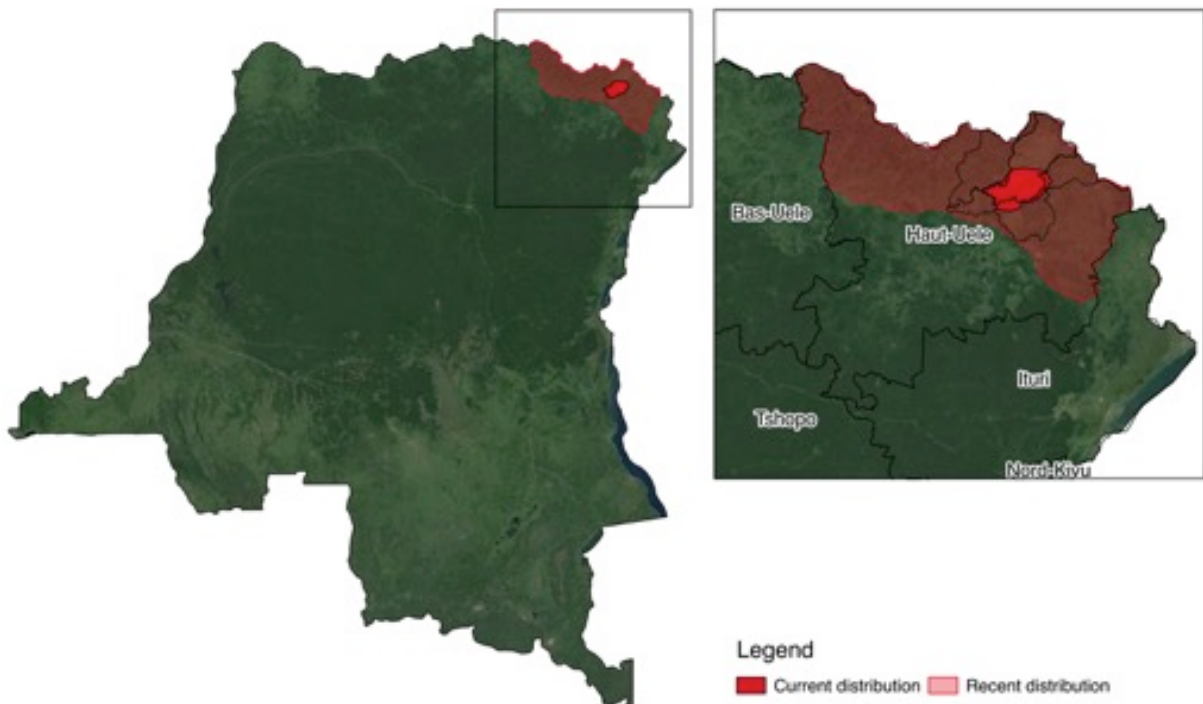 Bas-Uele
Haut-Uele
Ituri
Tshopo
Nord-Kivu
Legend
Current distribution Recent distribution